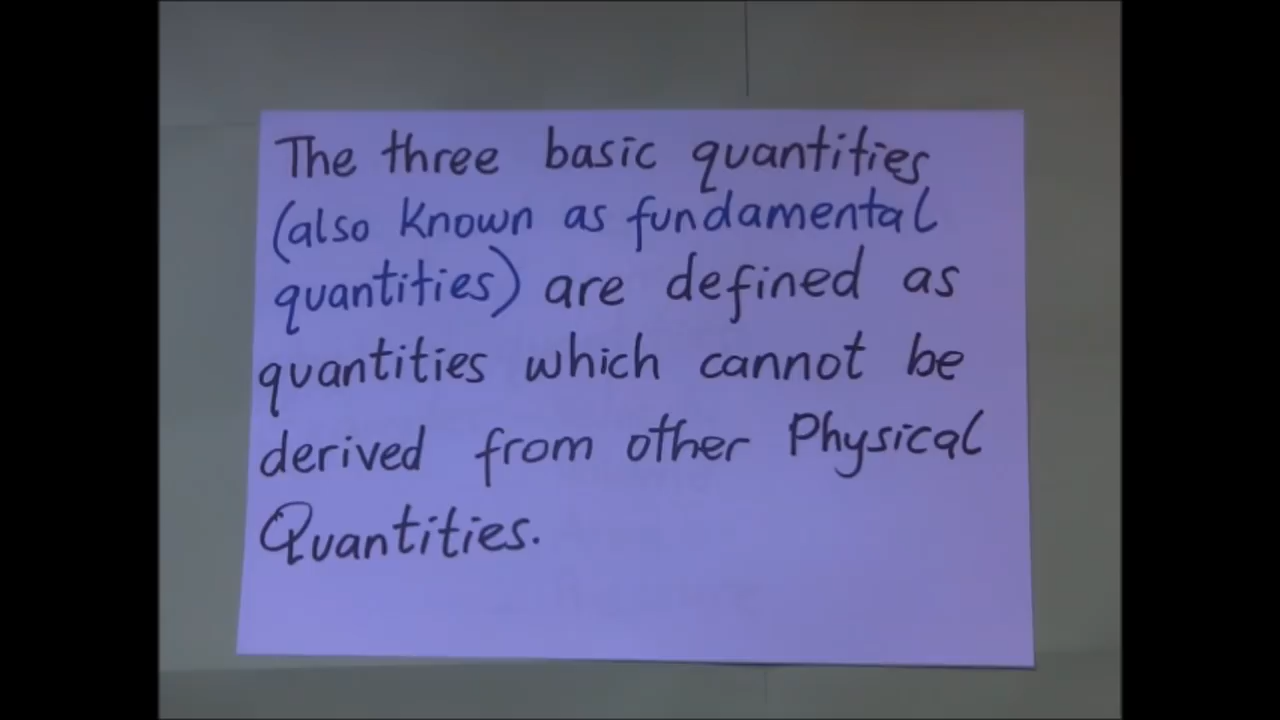 The three basic quantities
(also known as fundamental
quantities) are defined as
quantities which cannot be
derived from other Physical
Quantities.